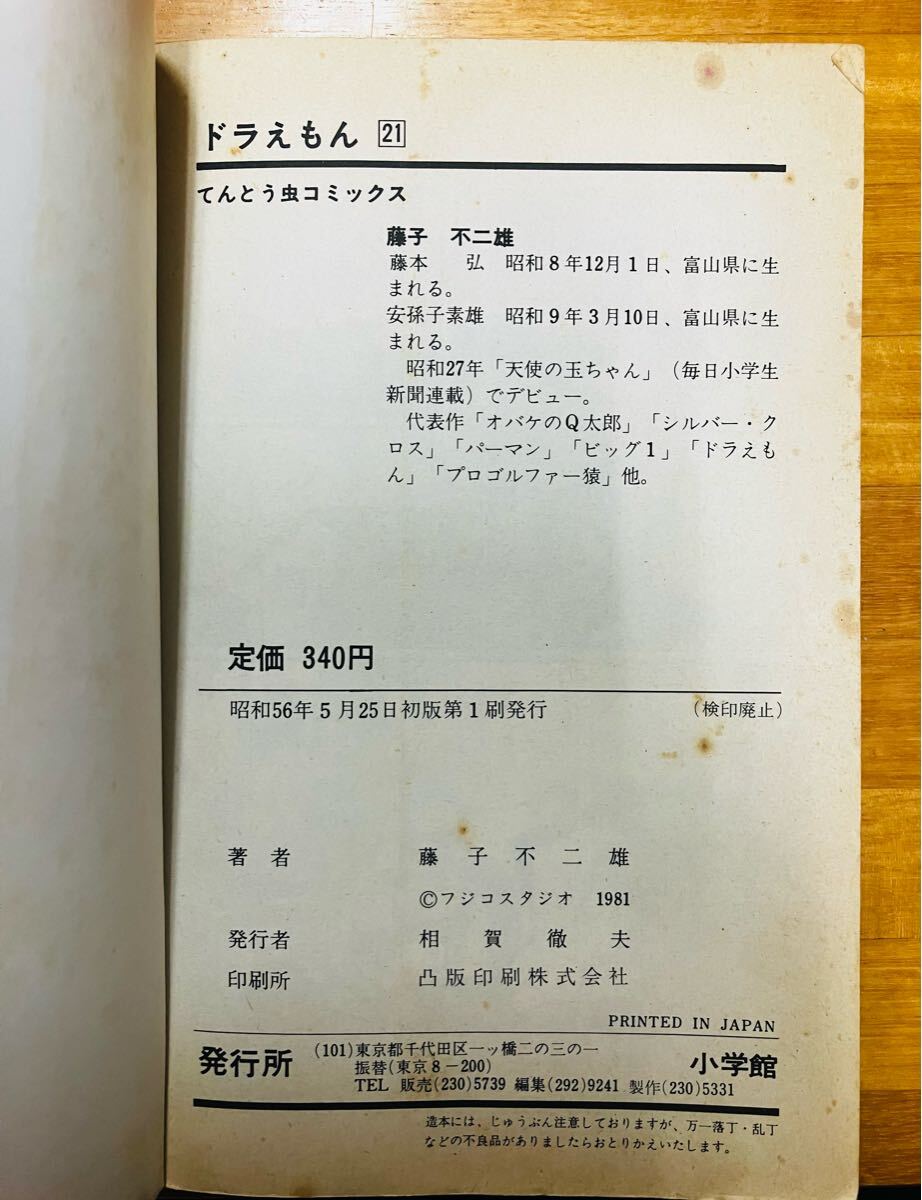 ドラえもん 21
てんとう虫コミックス
藤子　不二雄
藤本　　弘　昭和8年12月1日、富山県に生
まれる。
安孫子素雄　昭和9年3月10日、富山県に生
まれる。
　昭和27年「天使の玉ちゃん」（毎日小学生
新聞連載）でデビュー。
　代表作「オバケのQ太郎」「シルバー・ク
ロス」「パーマン」「ビッグ1」「ドラえも
ん」「プロゴルファー猿」他。
定価 340円
昭和56年5月25日初版第1刷発行　（検印廃止）
著者　藤子不二雄
©フジコスタジオ 1981
発行者　相賀徹夫
印刷所　凸版印刷株式会社
PRINTED IN JAPAN
発行所　(101)東京都千代田区一ッ橋二の三の一　小学館
振替(東京8−200)
TEL 販売(230)5739 編集(292)9241 製作(230)5331
造本には、じゅうぶん注意しておりますが、万一落丁・乱丁
などの不良品がありましたらおとりかえいたします。